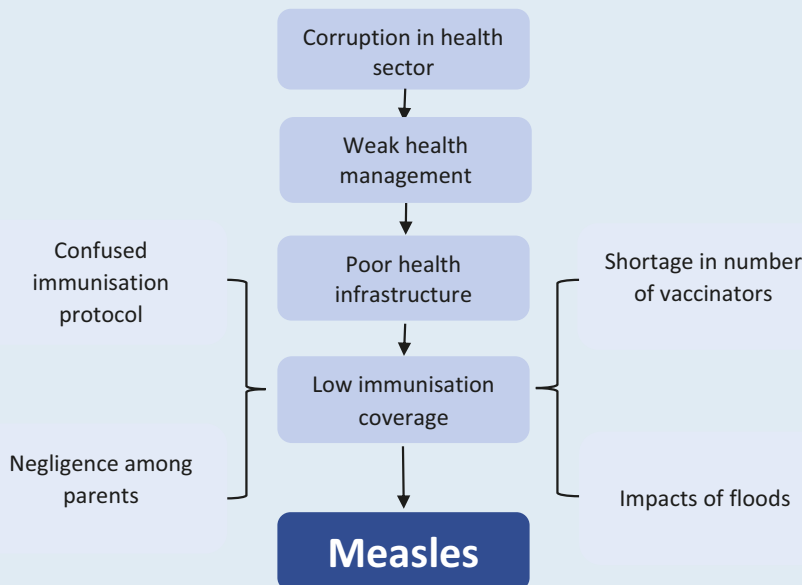 Corruption in health
sector
Weak health
management
Confused
immunisation
protocol
Poor health
infrastructure
Shortage in number
of vaccinators
Low immunisation
coverage
Negligence among
parents
Impacts of floods
Measles